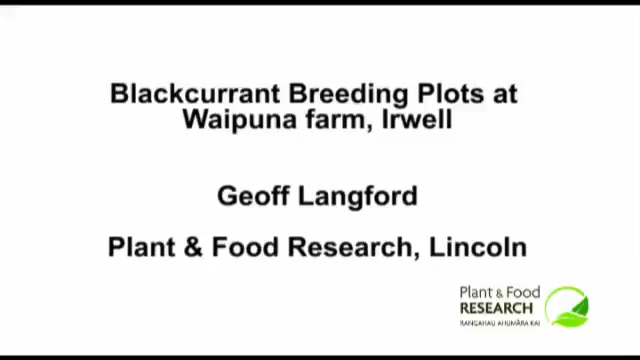 Blackcurrant Breeding Plots at
Waipuna farm, Irwell
Geoff Langford
Plant & Food Research, Lincoln
Plant & Food
RESEARCH
RANGAHAU AHUMĀRA KAI